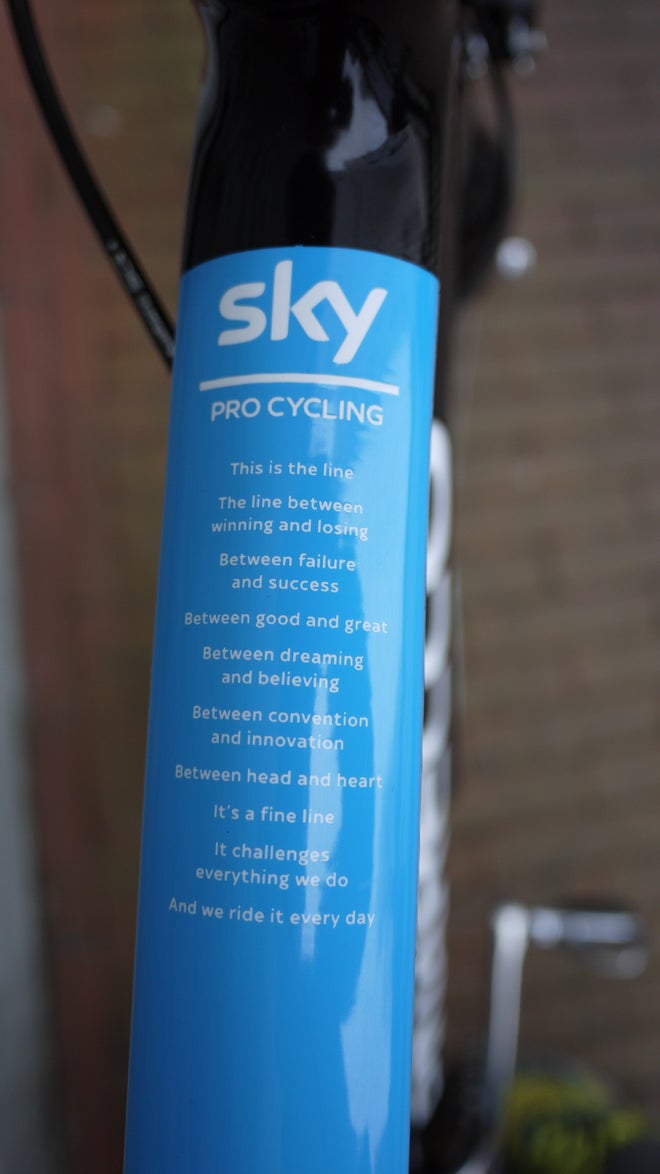 sky
PRO CYCLING
This is the line
The line between
winning and losing
Between failure
and success
Between good and great
Between dreaming
and believing
Between convention
and innovation
Between head and heart
It's a fine line
It challenges
everything we do
And we ride it every day